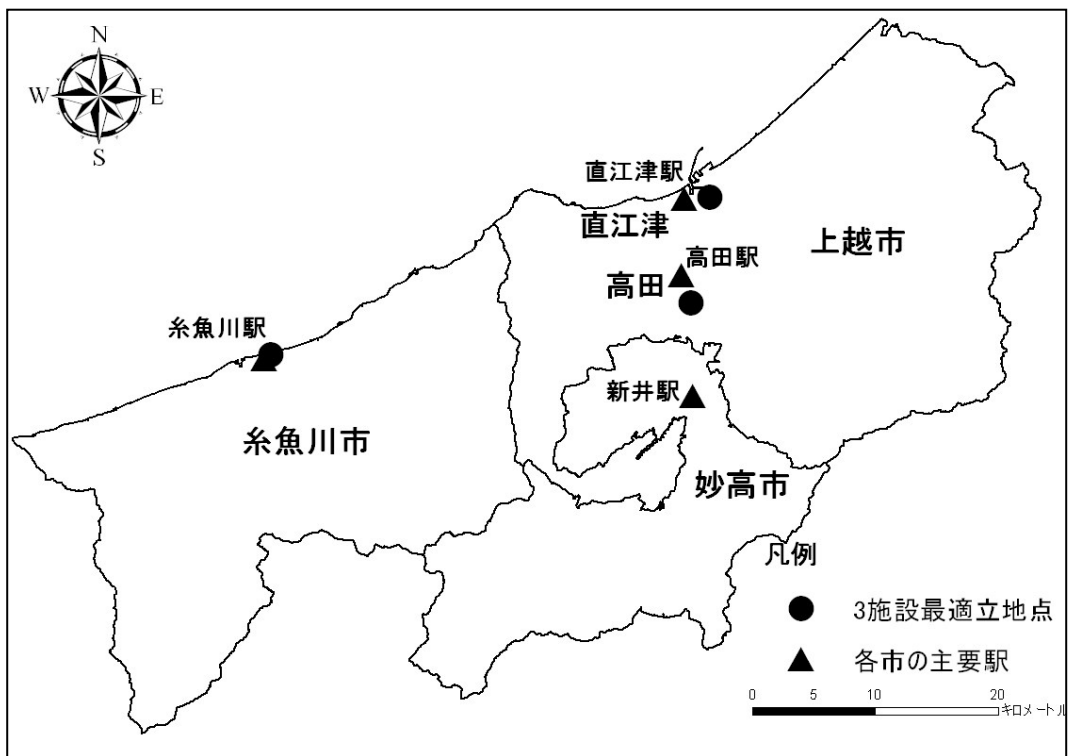 N
W
E
S
直江津駅
直江津
上越市
高田駅
高田
糸魚川駅
新井駅
糸魚川市
妙高市
凡例
3施設最適立地点
各市の主要駅
0 5 10 20
キロメートル